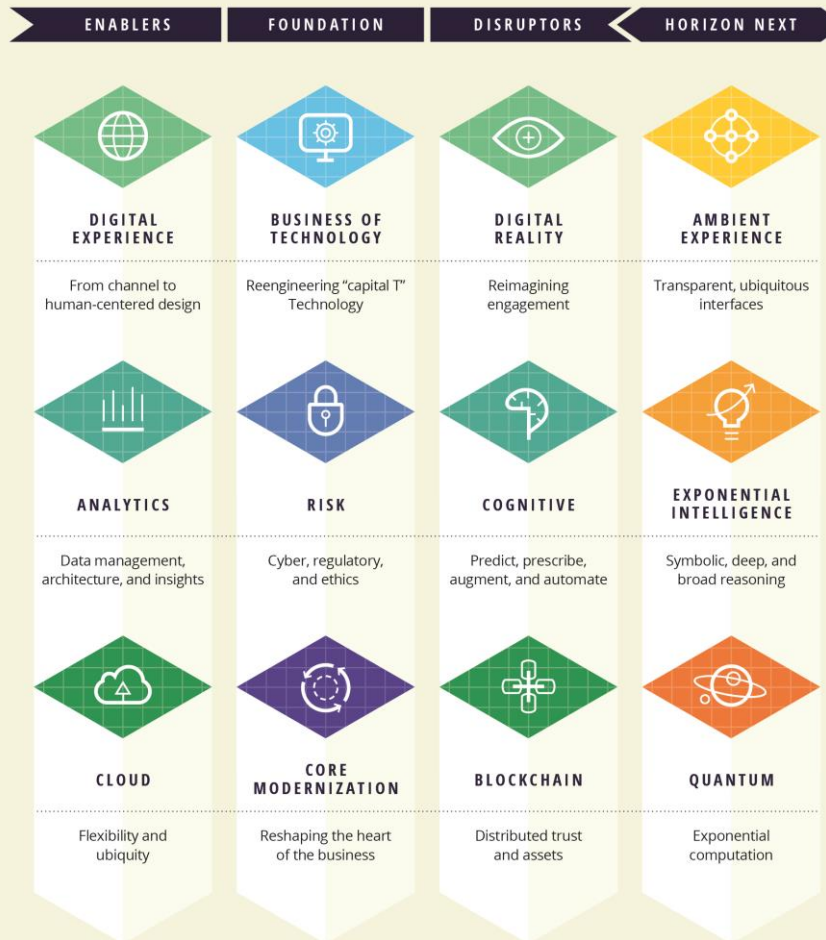 ENABLERS
FOUNDATION
DISRUPTORS
HORIZON NEXT
DIGITAL
EXPERIENCE
From channel to
human-centered design
BUSINESS OF
TECHNOLOGY
Reengineering “capital T”
Technology
DIGITAL
REALITY
Reimagining
engagement
AMBIENT
EXPERIENCE
Transparent, ubiquitous
interfaces
ANALYTICS
Data management,
architecture, and insights
RISK
Cyber, regulatory,
and ethics
COGNITIVE
Predict, prescribe,
augment, and automate
EXPONENTIAL
INTELLIGENCE
Symbolic, deep, and
broad reasoning
CLOUD
Flexibility and
ubiquity
CORE
MODERNIZATION
Reshaping the heart
of the business
BLOCKCHAIN
Distributed trust
and assets
QUANTUM
Exponential
computation